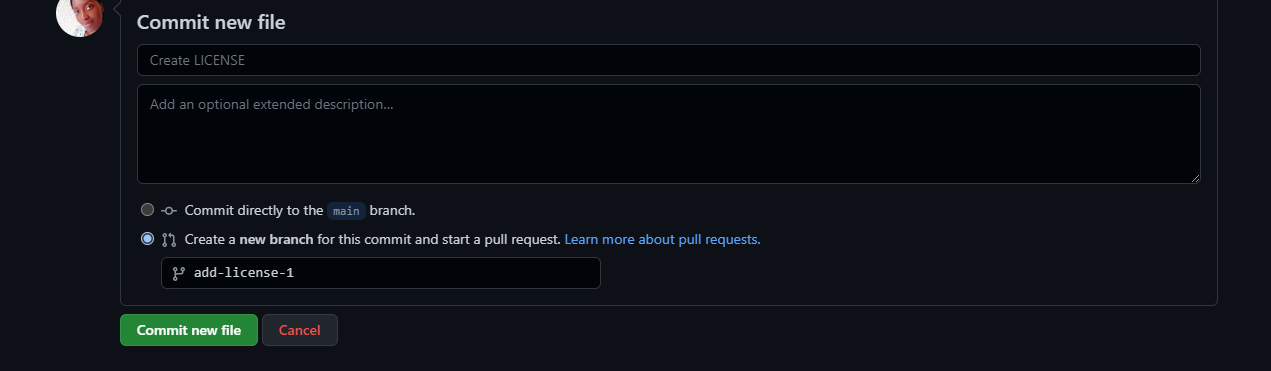 Commit new file
Create LICENSE
Add an optional extended description...
Commit directly to the main branch.
Create a new branch for this commit and start a pull request. Learn more about pull requests.
add-license-1
Commit new file
Cancel